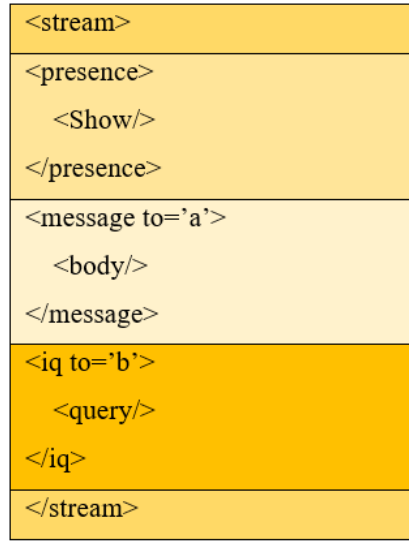 <stream>
<presence>
<Show/>
</presence>
<message to=’a’>
<body/>
</message>
<iq to=’b’>
<query/>
</iq>
</stream>